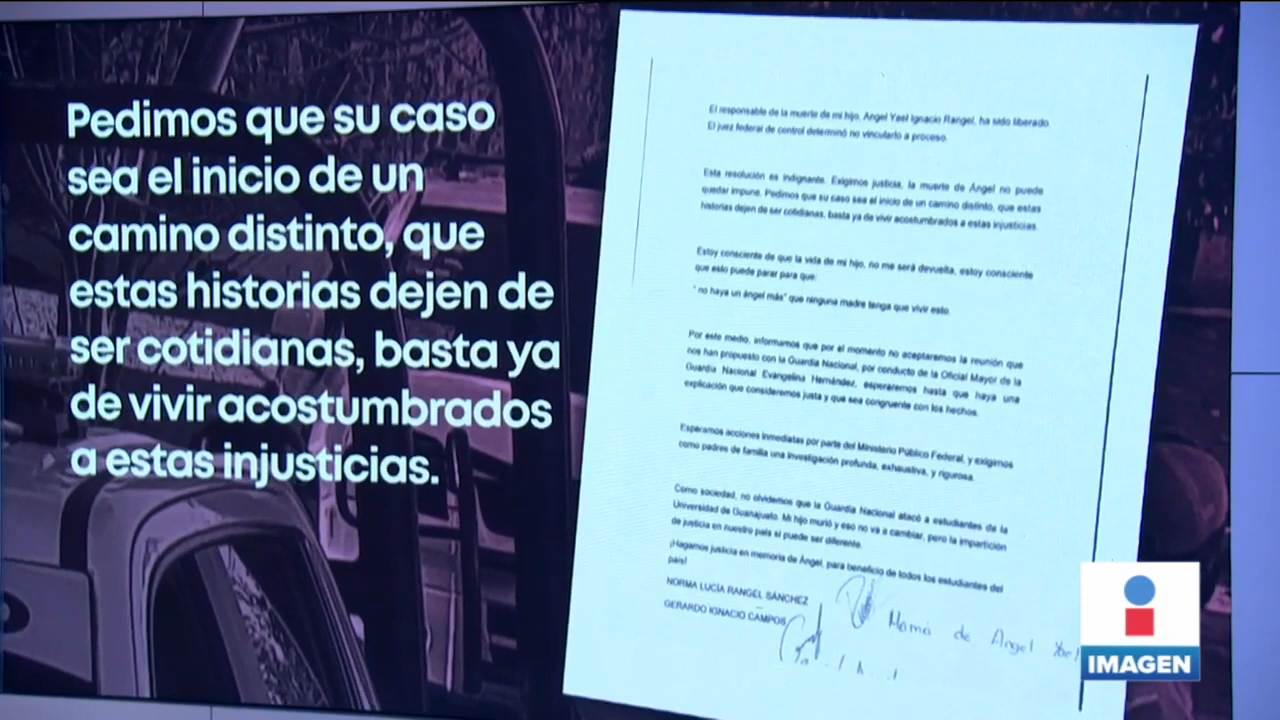 Pedimos que su caso
sea el inicio de un
camino distinto, que
estas historias dejen de
ser cotidianas, basta ya
de vivir acostumbrados
a estas injusticias.
El responsable de la muerte de mi hijo, Angel Yael Ignacio Rangel, ha sido liberado.
El juez federal de control determinó no vincularlo a proceso.
Esta resolución es indignante. Exigimos justicia, la muerte de Ángel no puede
quedar impune. Pedimos que su caso sea el inicio de un camino distinto, que estas
historias dejen de ser cotidianas, basta ya de vivir acostumbrados a estas injusticias.
Estoy consciente de que la vida de mi hijo, no me será devuelta, estoy consciente
que esto puede parar para que:
" no haya un ángel más" que ninguna madre tenga que vivir esto.
Por este medio, informamos que por el momento no aceptaremos la reunión que
nos han propuesto con la Guardia Nacional, por conducto de la Oficial Mayor de la
Guardia Nacional Evangelina Hernández, esperaremos hasta que haya una
explicación que consideremos justa y que sea congruente con los hechos.
Esperamos acciones inmediatas por parte del Ministerio Público Federal, y exigimos
como padres de familia una investigación profunda, exhaustiva, y rigurosa.
Como sociedad, no olvidemos que la Guardia Nacional atacó a estudiantes de la
Universidad de Guanajuato. Mi hijo murió y eso no va a cambiar, pero la impartición
de justicia en nuestro país si puede ser diferente.
¡Hagamos justicia en memoria de Ángel, para beneficio de todos los estudiantes del
país!
NORMA LUCÍA RANGEL SÁNCHEZ
Mamá de Angel Yael
GERARDO IGNACIO CAMPOS
IMAGEN